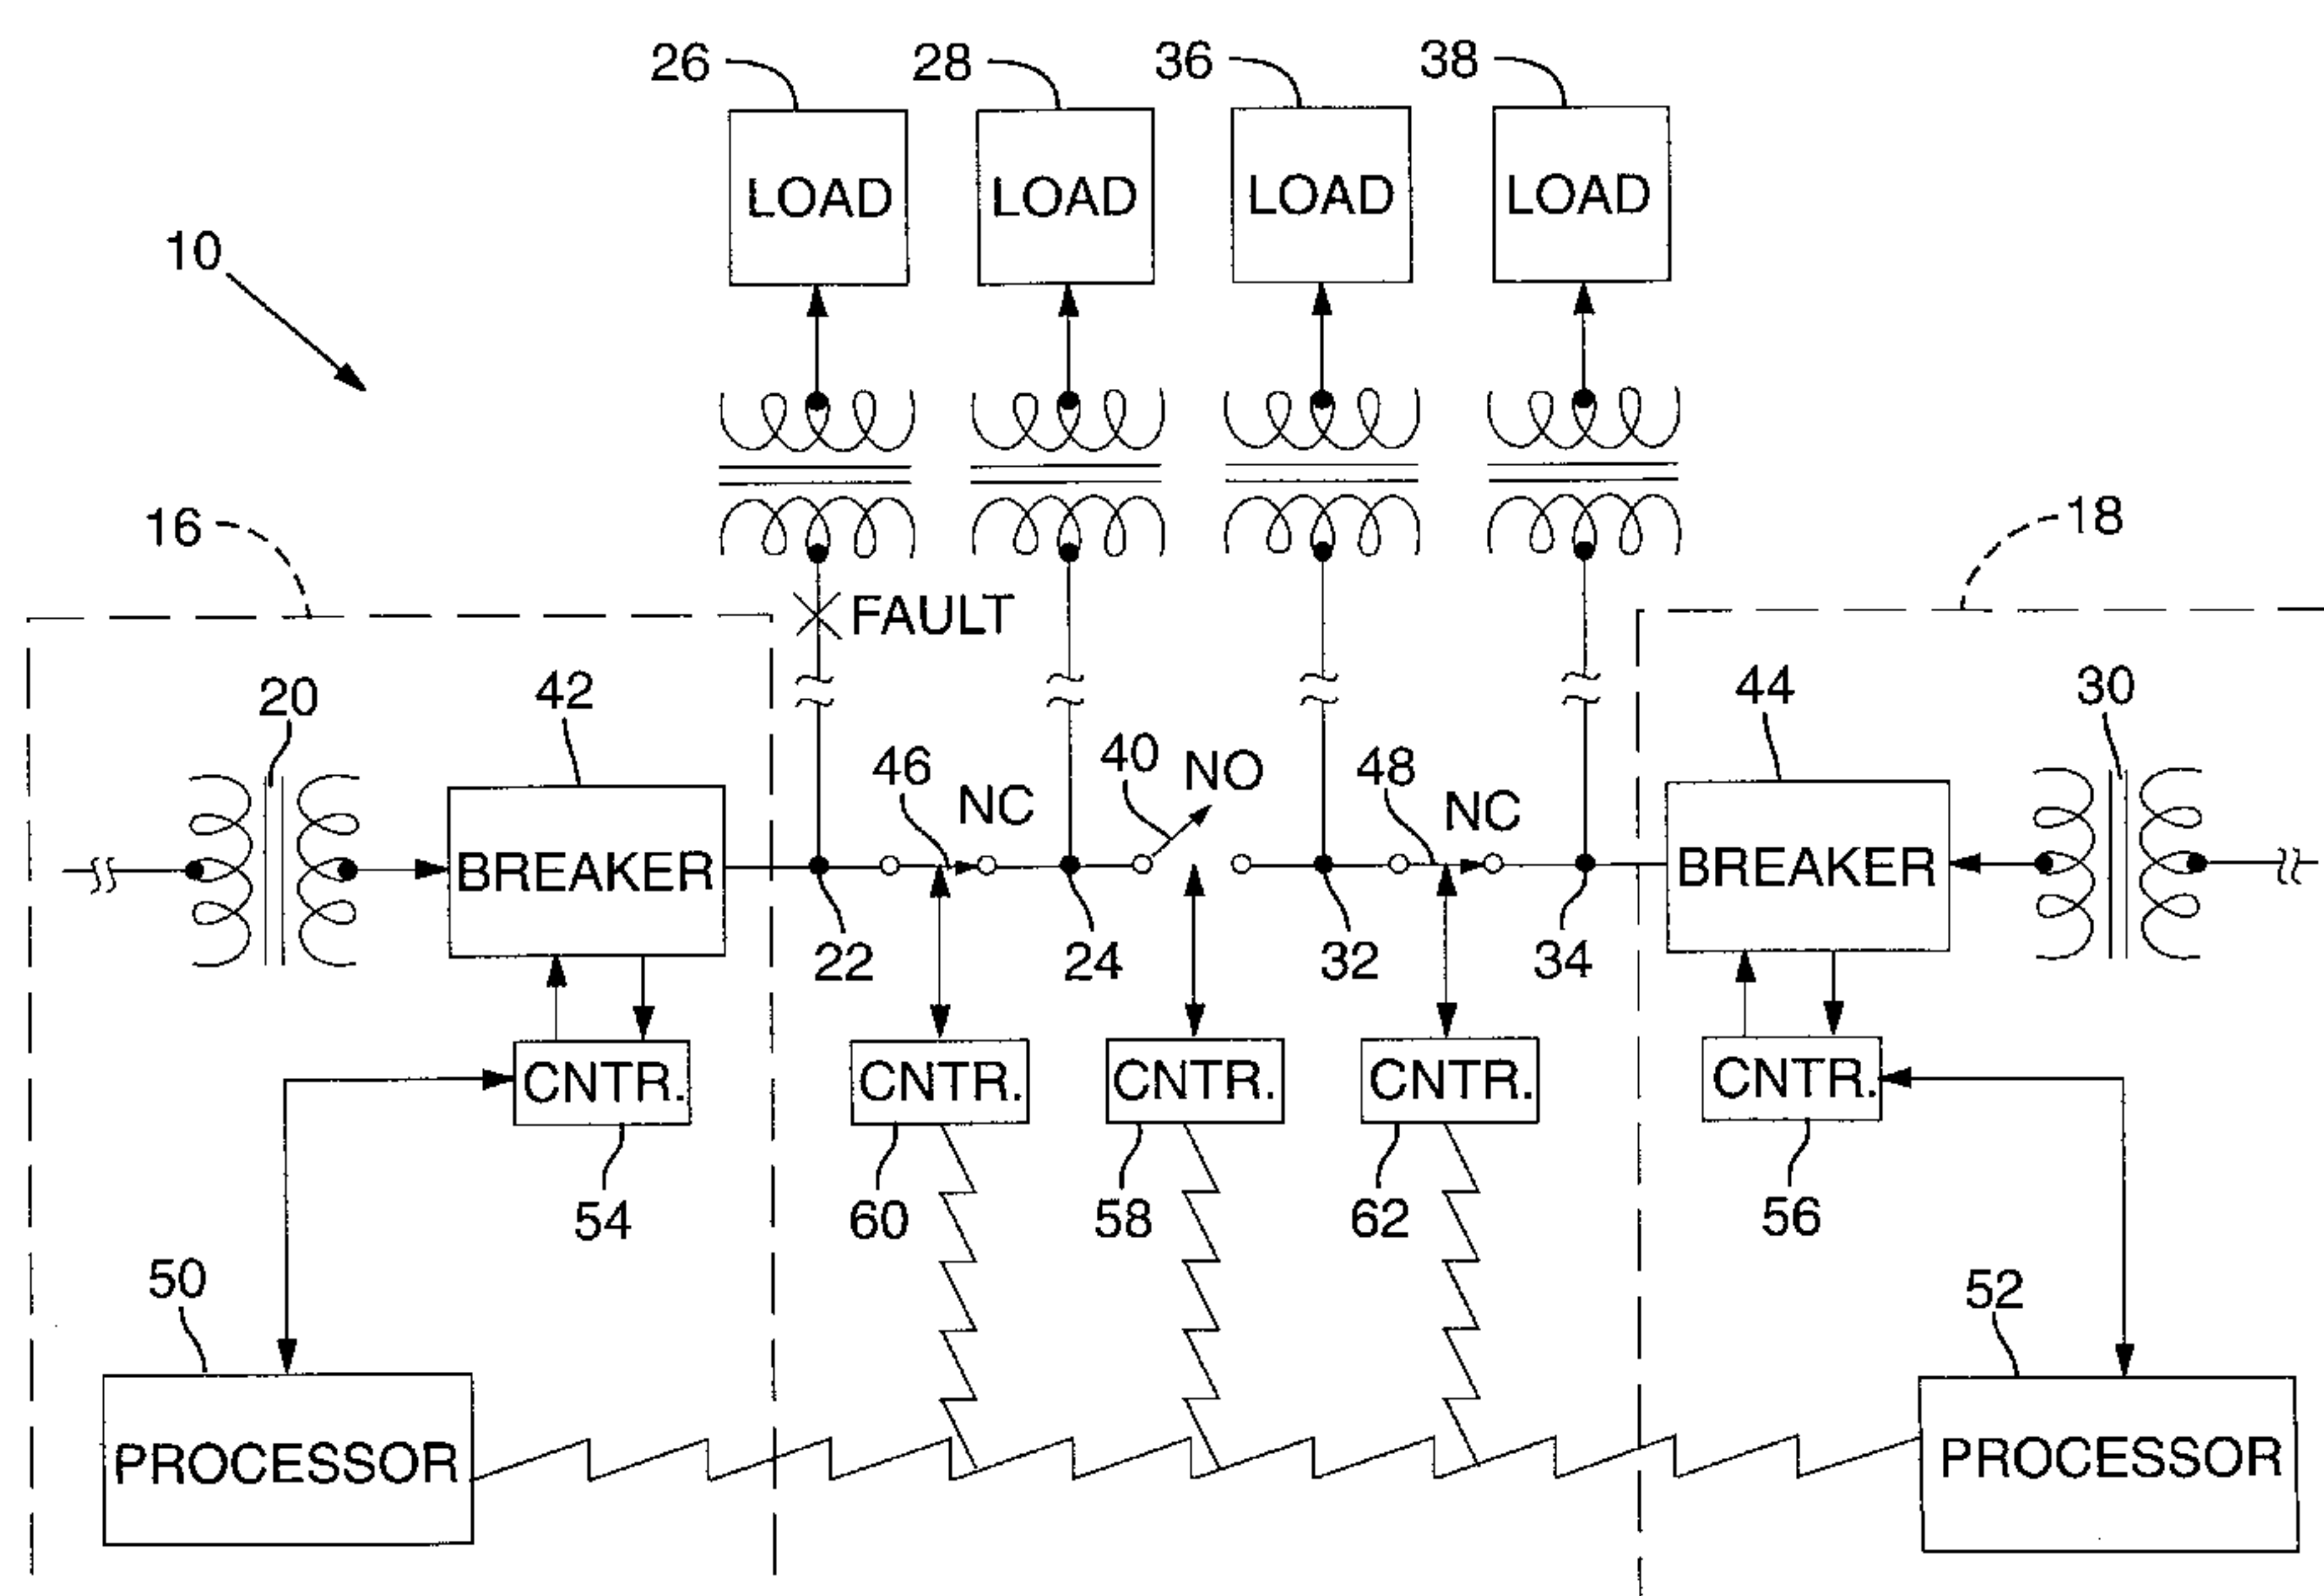 26 28 36 38
LOAD LOAD LOAD LOAD
10
16 18
FAULT
20 42 44 30
46 NC 40 NO 48 NC
BREAKER BREAKER
22 24 32 34
CNTR. CNTR. CNTR. CNTR. CNTR.
54 60 58 62 56
50 52
PROCESSOR PROCESSOR